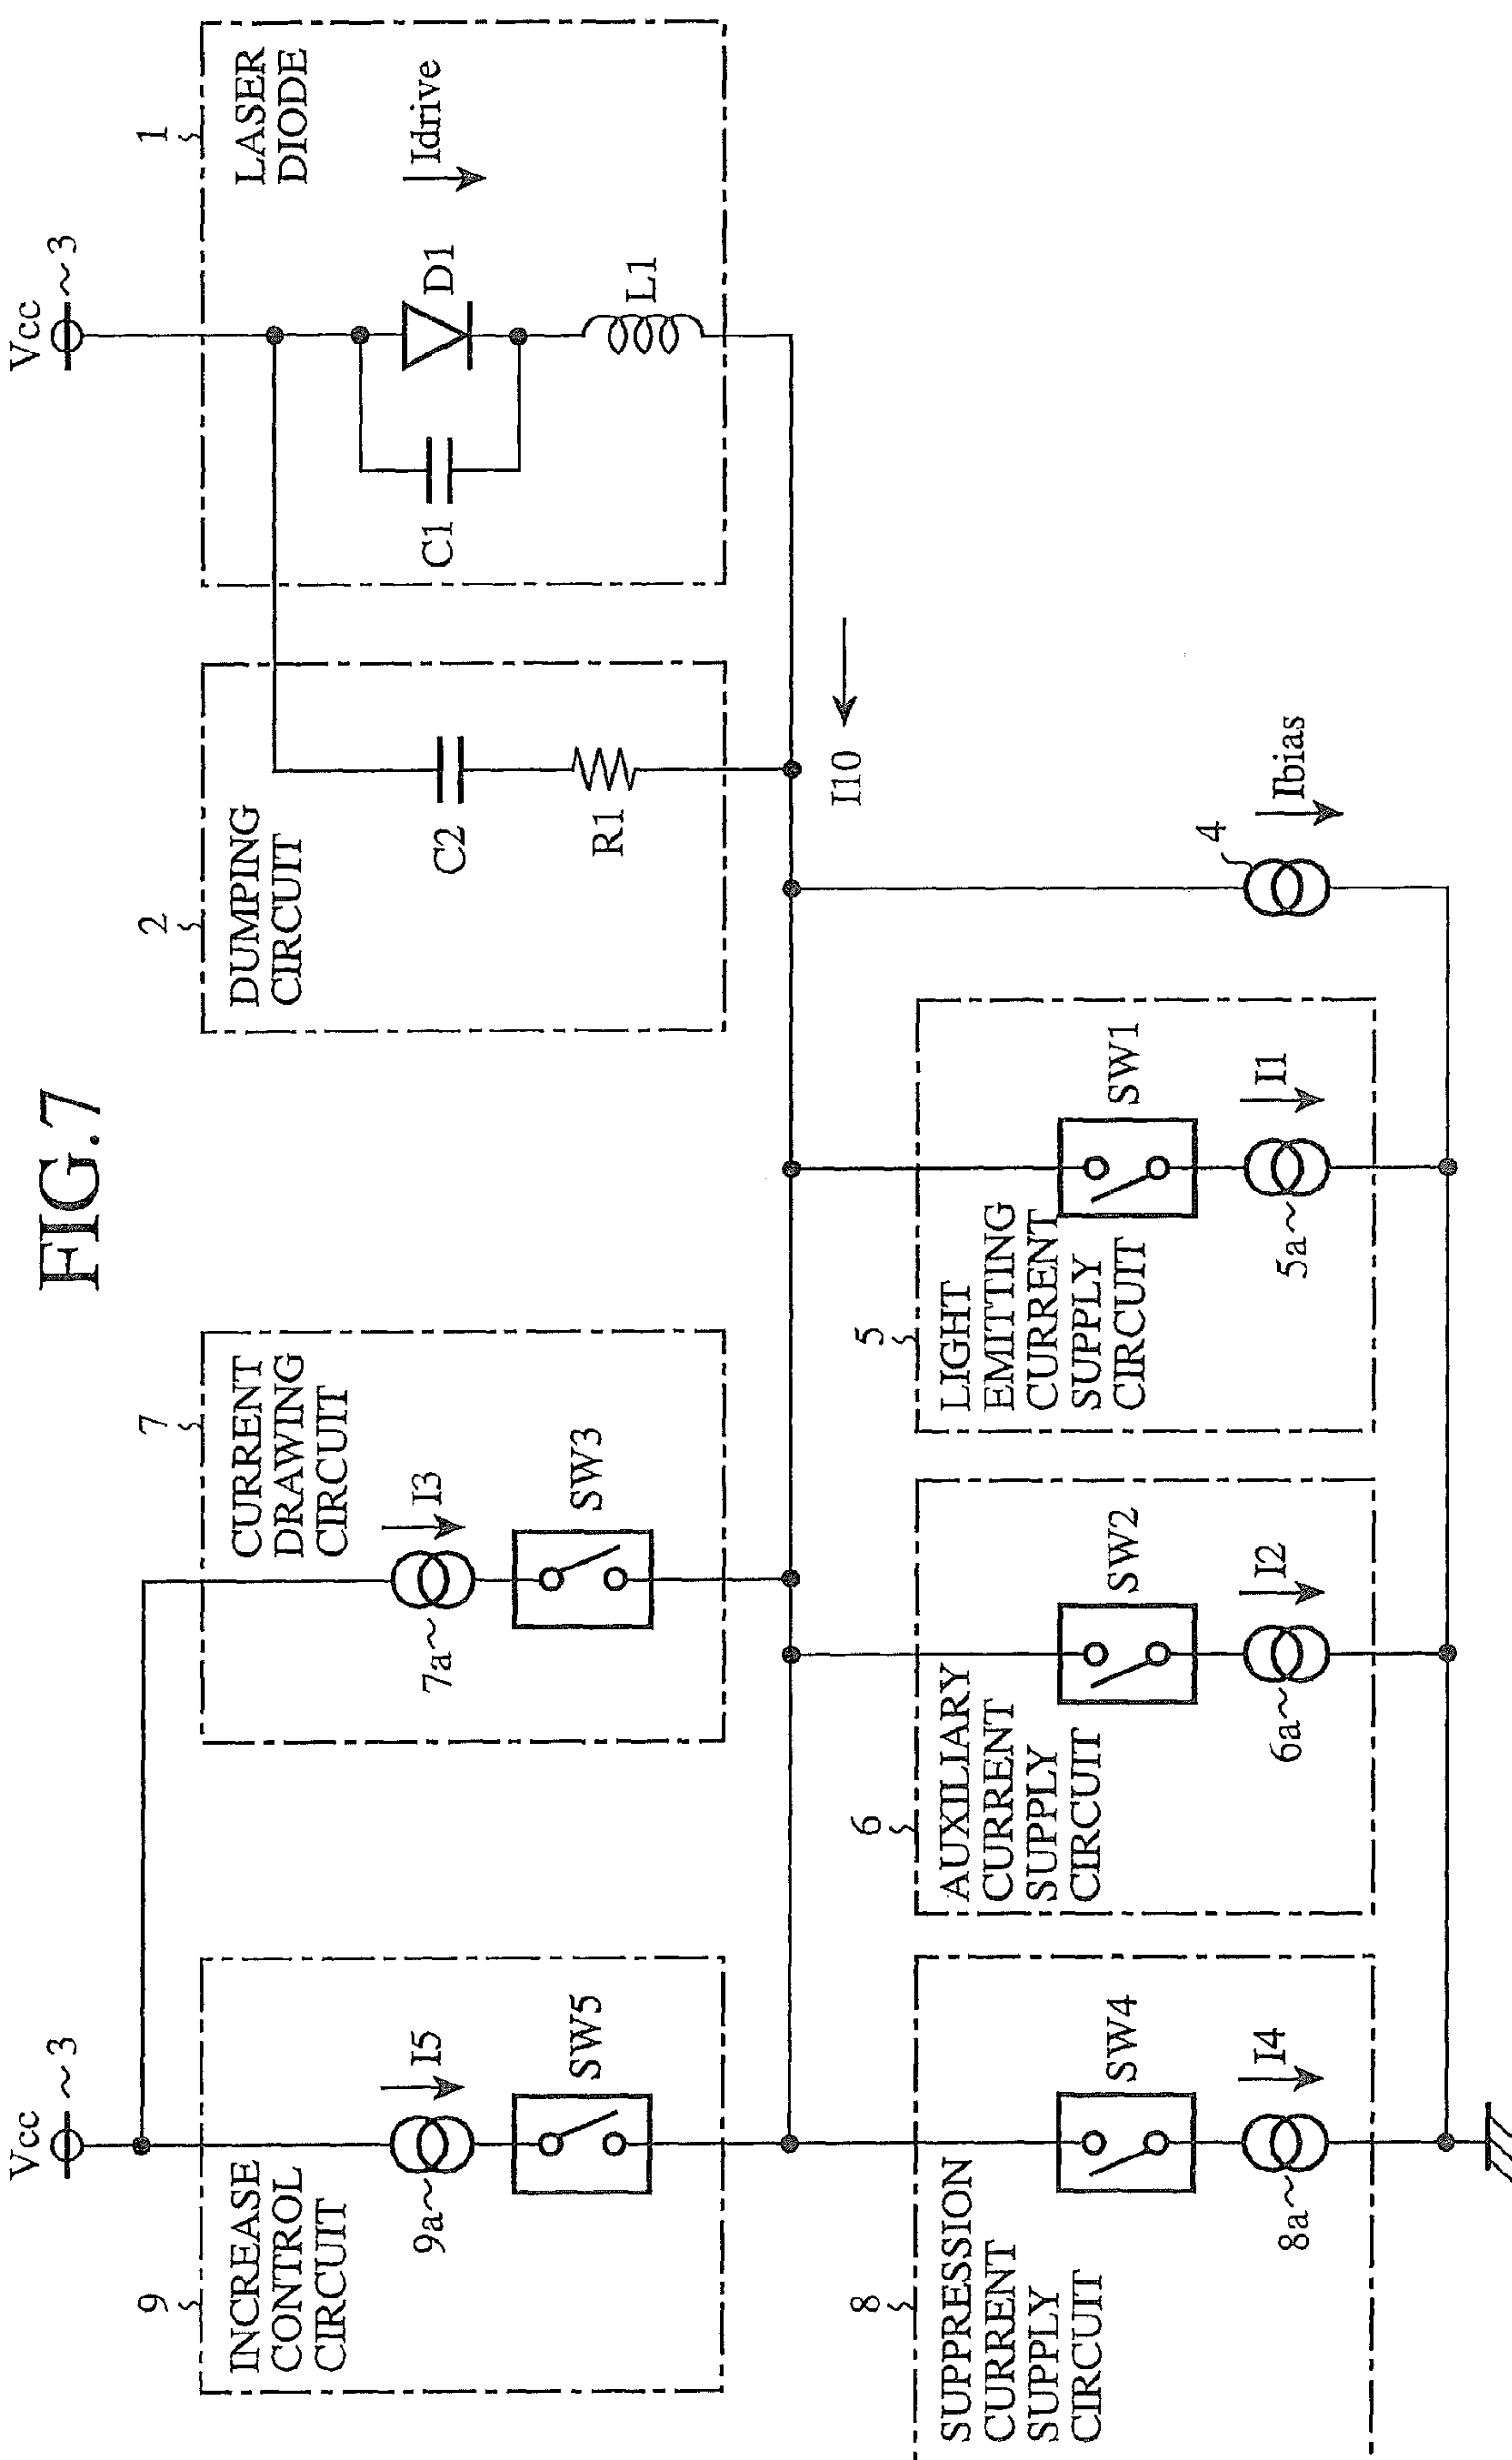 FIG.7
Vcc
~3
9
INCREASE
CONTROL
CIRCUIT
9a~
I5
SW5
7
CURRENT
DRAWING
CIRCUIT
7a~
I3
SW3
2
DUMPING
CIRCUIT
C2
R1
Vcc
~3
1
LASER
DIODE
Idrive
D1
C1
L1
I10
8
SUPPRESSION
CURRENT
SUPPLY
CIRCUIT
SW4
8a~
I4
6
AUXILIARY
CURRENT
SUPPLY
CIRCUIT
SW2
6a~
I2
5
LIGHT
EMITTING
CURRENT
SUPPLY
CIRCUIT
SW1
5a~
I1
4
Ibias